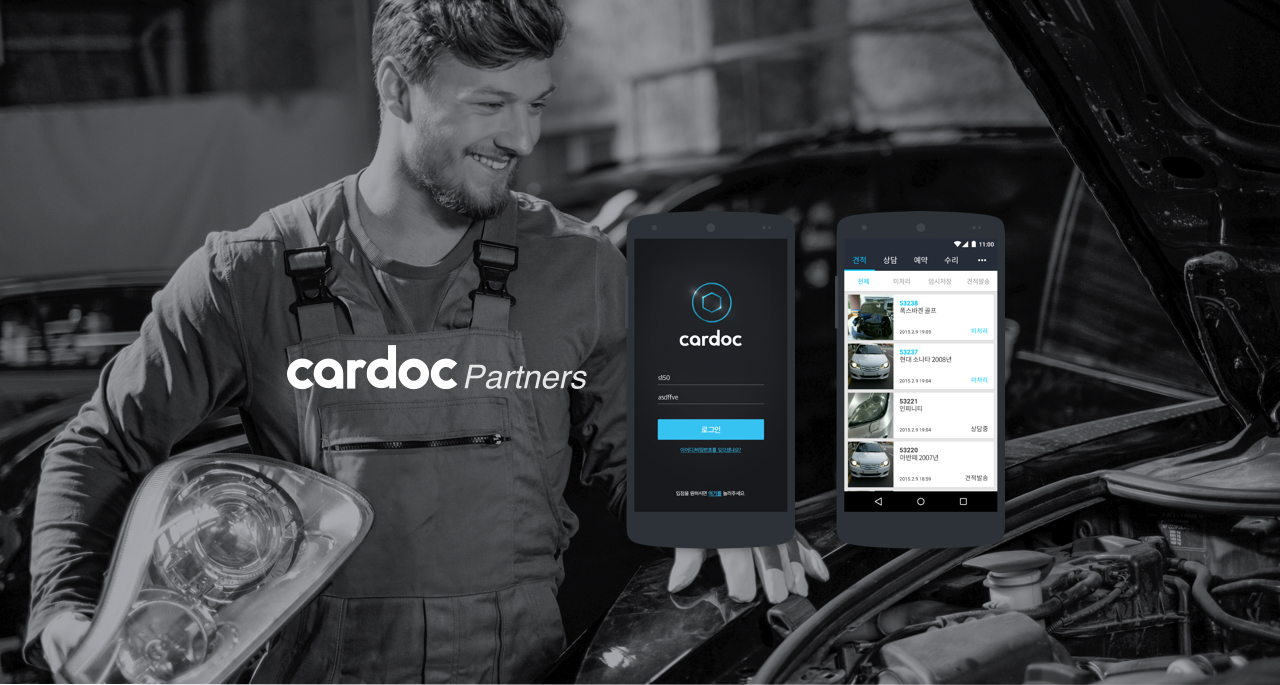 cardoc Partners
cardoc
sl50
asdffve
로그인
아이디/비밀번호를 잊으셨나요?
입점을 원하시면 여기를 눌러주세요.
11:00
견적 상담 예약 수리 •••
전체 미처리 임시저장 견적발송
53238
폭스바겐 골프
2015.2.9 19:05 미처리
53237
현대 소나타 2008년
2015.2.9 19:04 미처리
53221
인피니티
2015.2.9 19:04 상담중
53220
아반떼 2007년
2015.2.9 18:59 견적발송